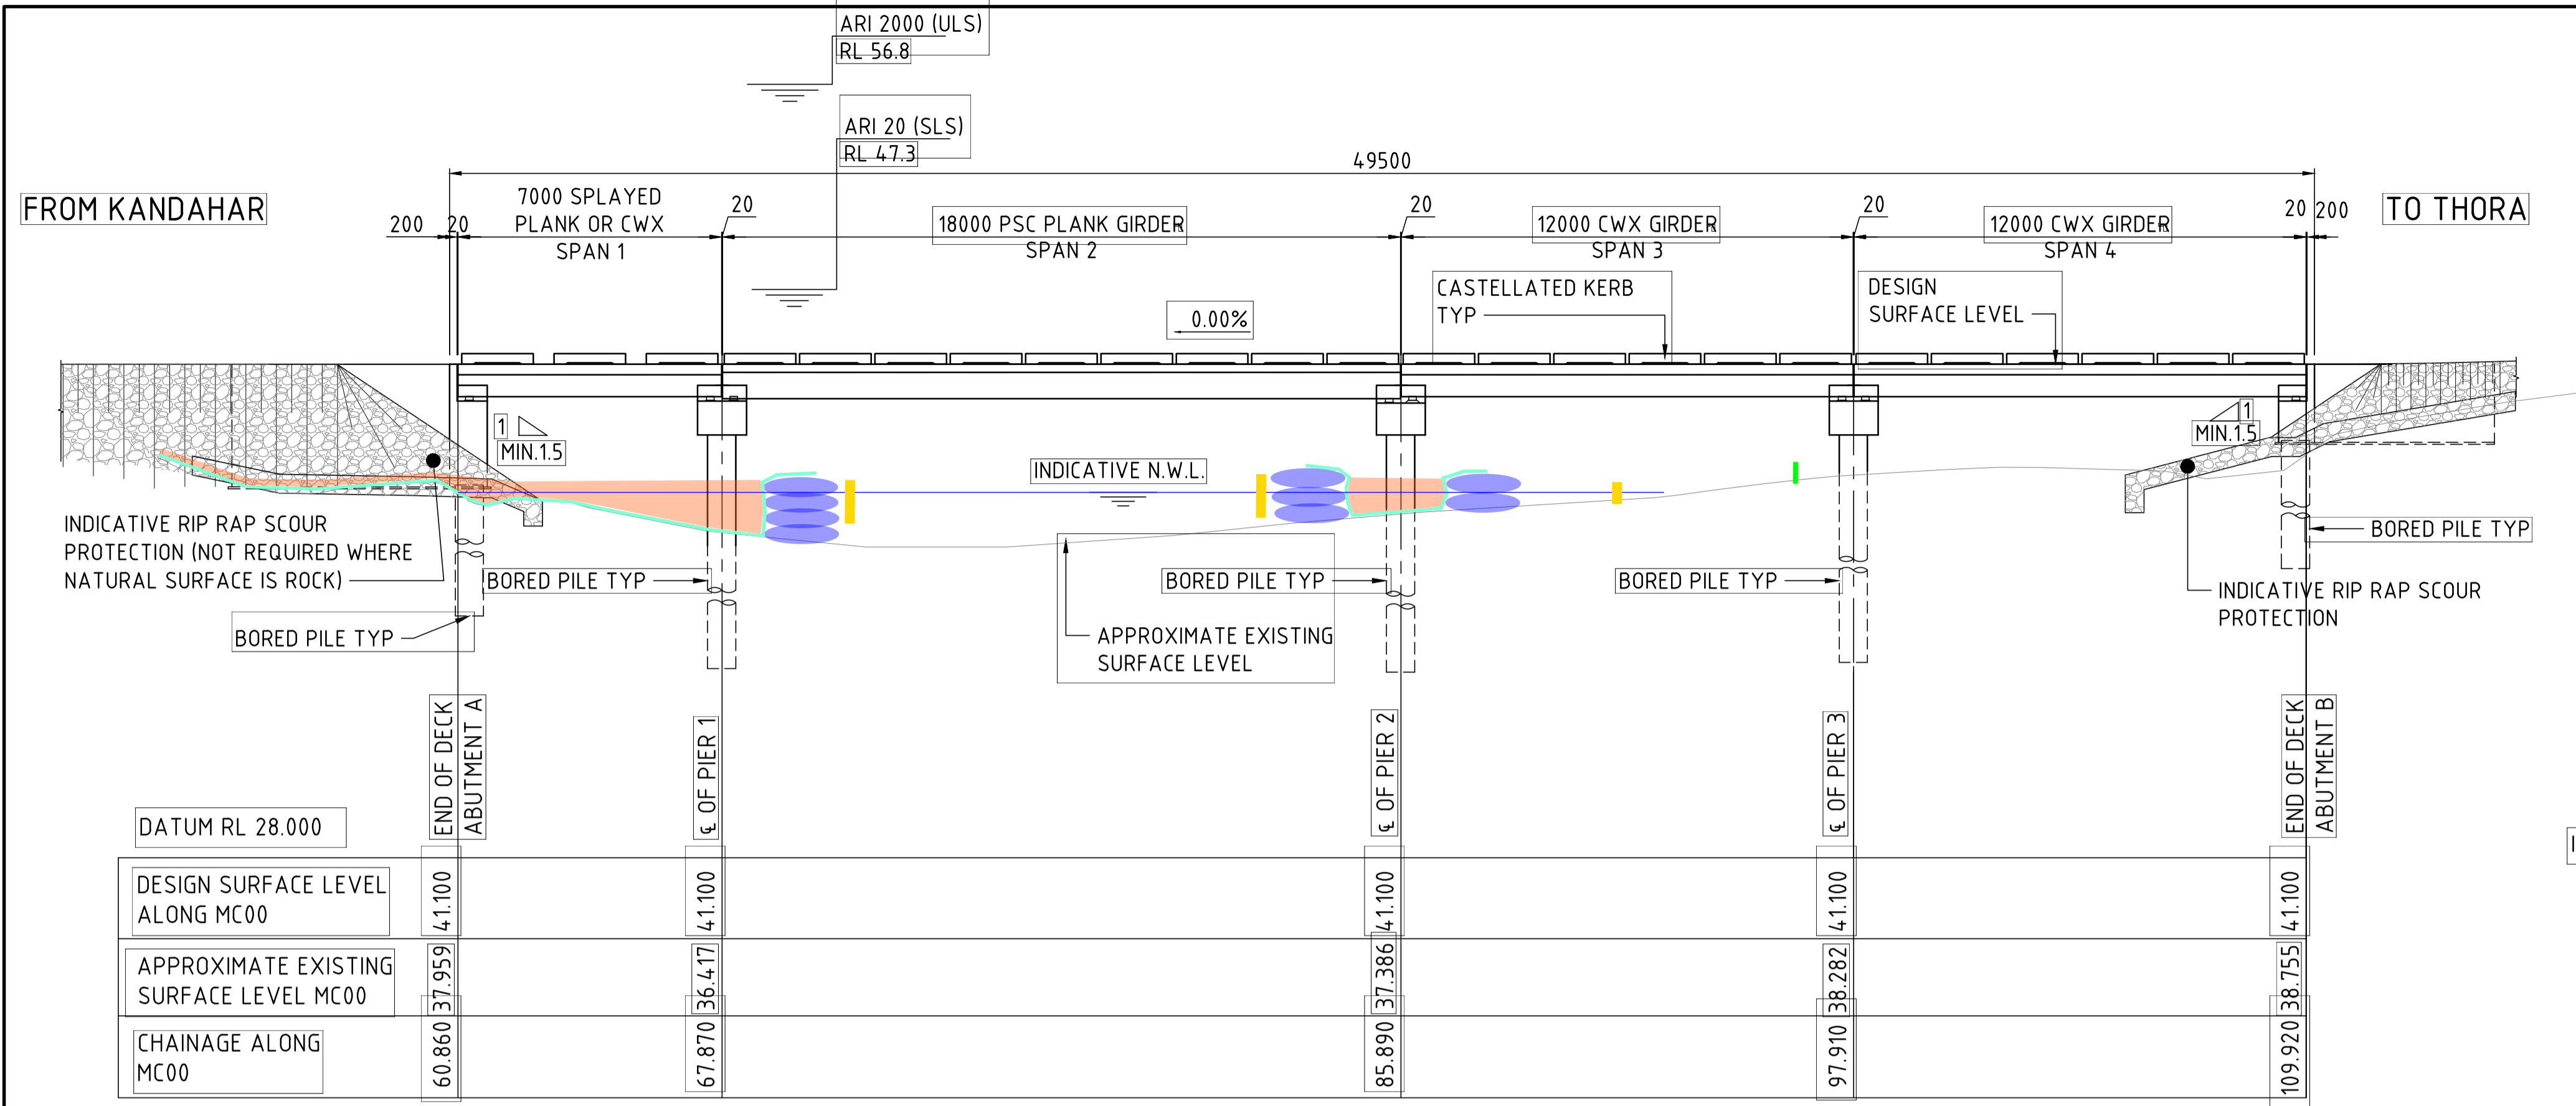 ARI 2000 (ULS)
RL 56.8
ARI 20 (SLS)
RL 47.3
49500
FROM KANDAHAR
TO THORA
200
20
7000 SPLAYED
PLANK OR CWX
SPAN 1
20
18000 PSC PLANK GIRDER
SPAN 2
20
12000 CWX GIRDER
SPAN 3
20
12000 CWX GIRDER
SPAN 4
20
200
CASTELLATED KERB
TYP
DESIGN
SURFACE LEVEL
0.00%
1
MIN.1.5
1
MIN.1.5
INDICATIVE N.W.L.
INDICATIVE RIP RAP SCOUR
PROTECTION (NOT REQUIRED WHERE
NATURAL SURFACE IS ROCK)
BORED PILE TYP
BORED PILE TYP
BORED PILE TYP
BORED PILE TYP
BORED PILE TYP
APPROXIMATE EXISTING
SURFACE LEVEL
INDICATIVE RIP RAP SCOUR
PROTECTION
END OF DECK
ABUTMENT A
℄ OF PIER 1
℄ OF PIER 2
℄ OF PIER 3
END OF DECK
ABUTMENT B
DATUM RL 28.000
DESIGN SURFACE LEVEL
ALONG MC00
41.100
41.100
41.100
41.100
41.100
APPROXIMATE EXISTING
SURFACE LEVEL MC00
37.959
36.417
37.386
38.282
38.755
CHAINAGE ALONG
MC00
60.860
67.870
85.890
97.910
109.920